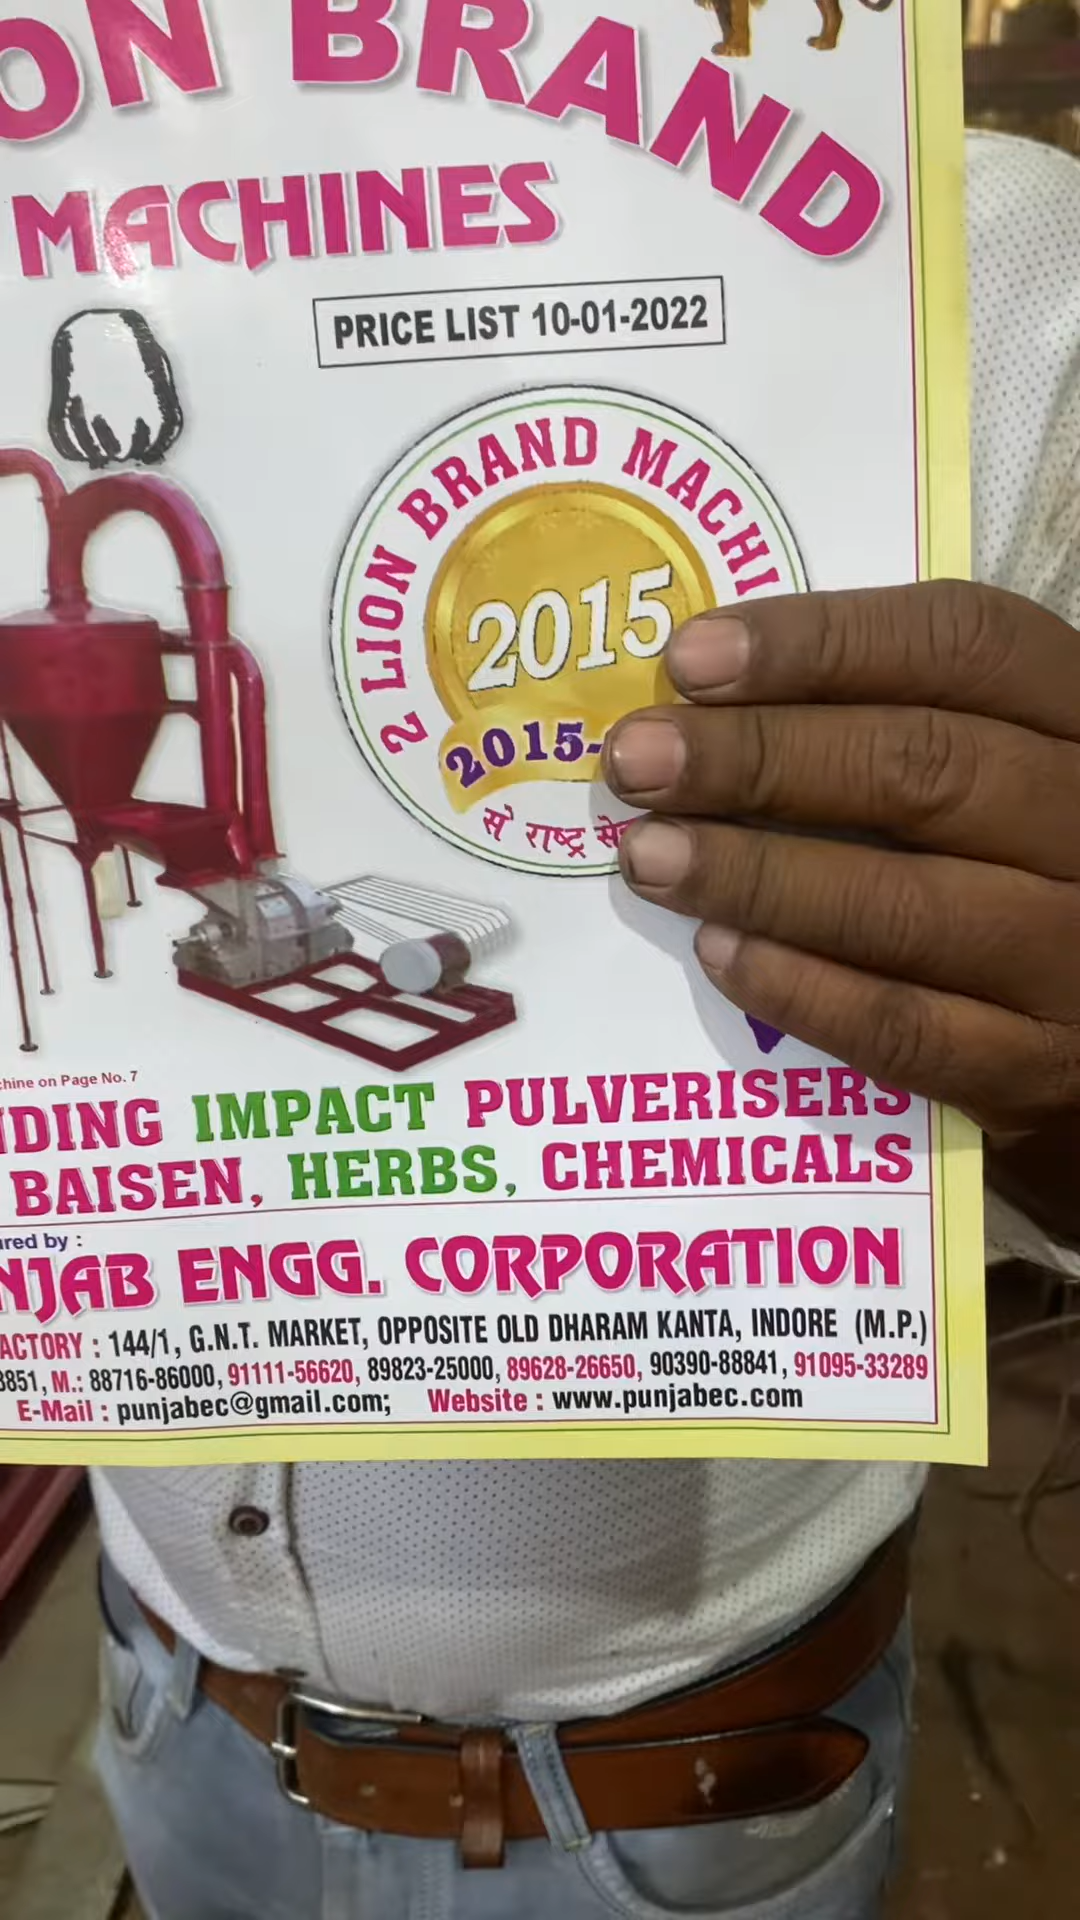 ON BRAND
MACHINES
PRICE LIST 10-01-2022
2 LION BRAND MACHI
2015
2015-
से राष्ट्र
chine on Page No. 7
DING IMPACT PULVERISERS
BAISEN, HERBS, CHEMICALS
red by :
NJAB ENGG. CORPORATION
ACTORY : 144/1, G.N.T. MARKET, OPPOSITE OLD DHARAM KANTA, INDORE (M.P.)
3851, M.: 88716-86000, 91111-56620, 89823-25000, 89628-26650, 90390-88841, 91095-33289
E-Mail : punjabec@gmail.com; Website : www.punjabec.com